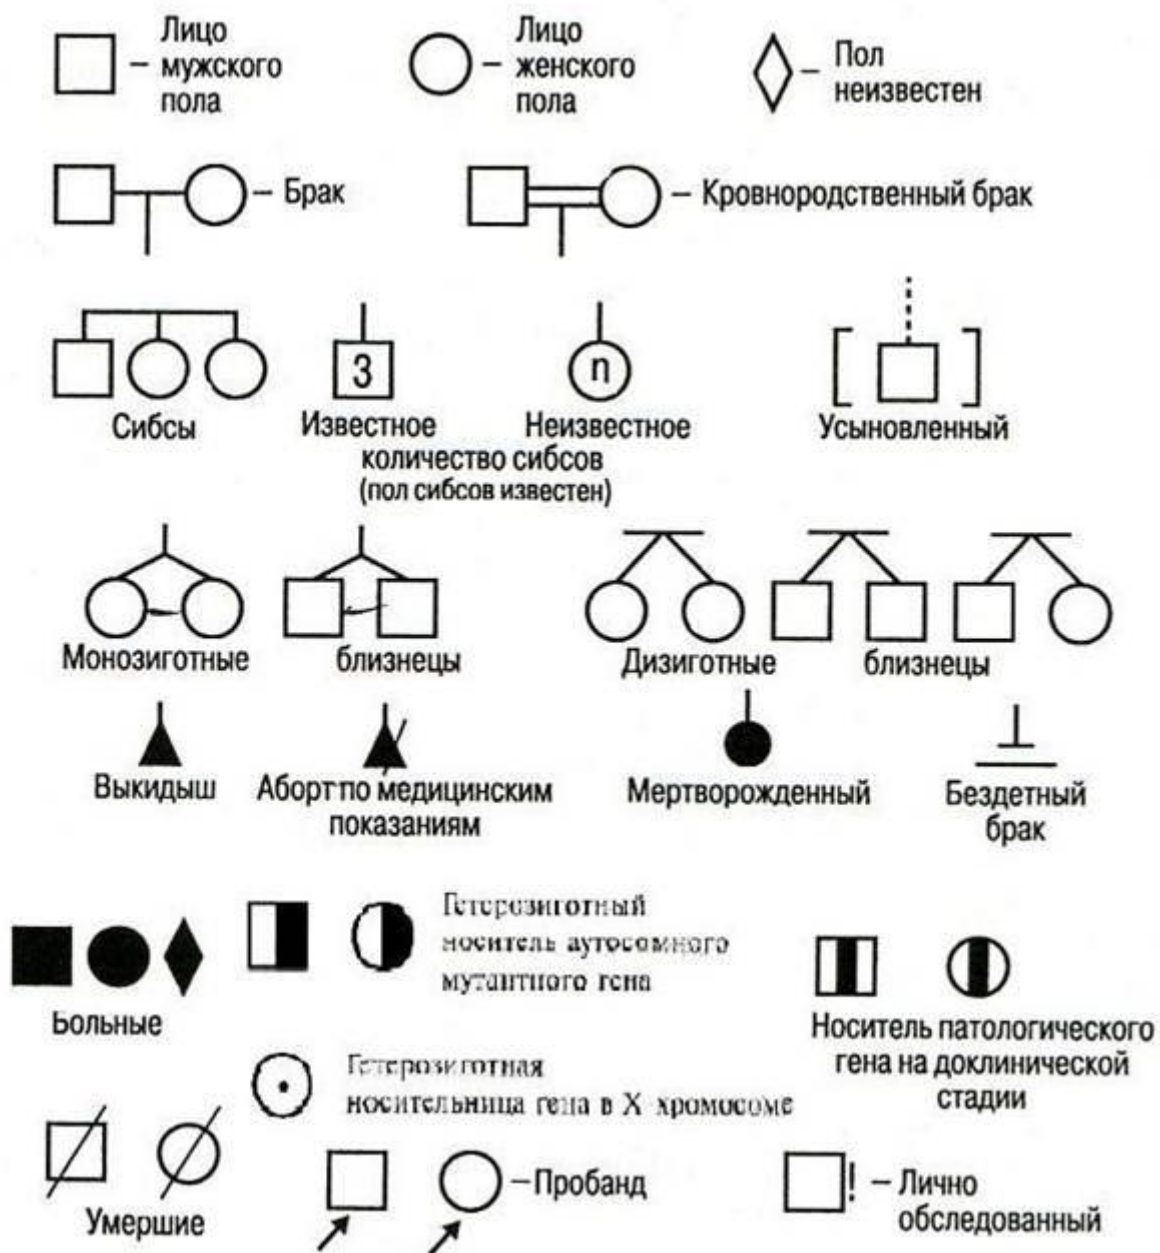 – Лицо
мужского
пола
– Лицо
женского
пола
– Пол
неизвестен
– Брак
– Кровнородственный брак
3
n
Сибсы
Известное
Неизвестное
количество сибсов
(пол сибсов известен)
Усыновленный
Монозиготные близнецы
Дизиготные близнецы
Выкидыш
Аборт по медицинским
показаниям
Мертворожденный
Бездетный
брак
Гетерозиготный
носитель аутосомного
мутантного гена
Больные
Носитель патологического
гена на доклинической
стадии
Гетерозиготная
носительница гена в X хромосоме
Умершие
– Пробанд
! – Лично
обследованный